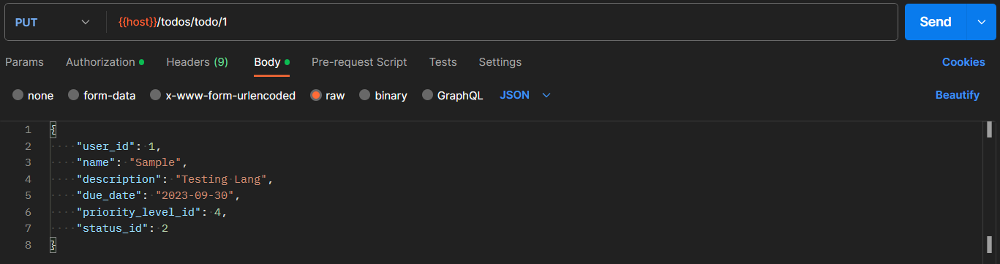 PUT {{host}}/todos/todo/1 Send
Params Authorization Headers (9) Body Pre-request Script Tests Settings Cookies
none form-data x-www-form-urlencoded raw binary GraphQL JSON Beautify
1 {
2 "user_id": 1,
3 "name": "Sample",
4 "description": "Testing Lang",
5 "due_date": "2023-09-30",
6 "priority_level_id": 4,
7 "status_id": 2
8 }